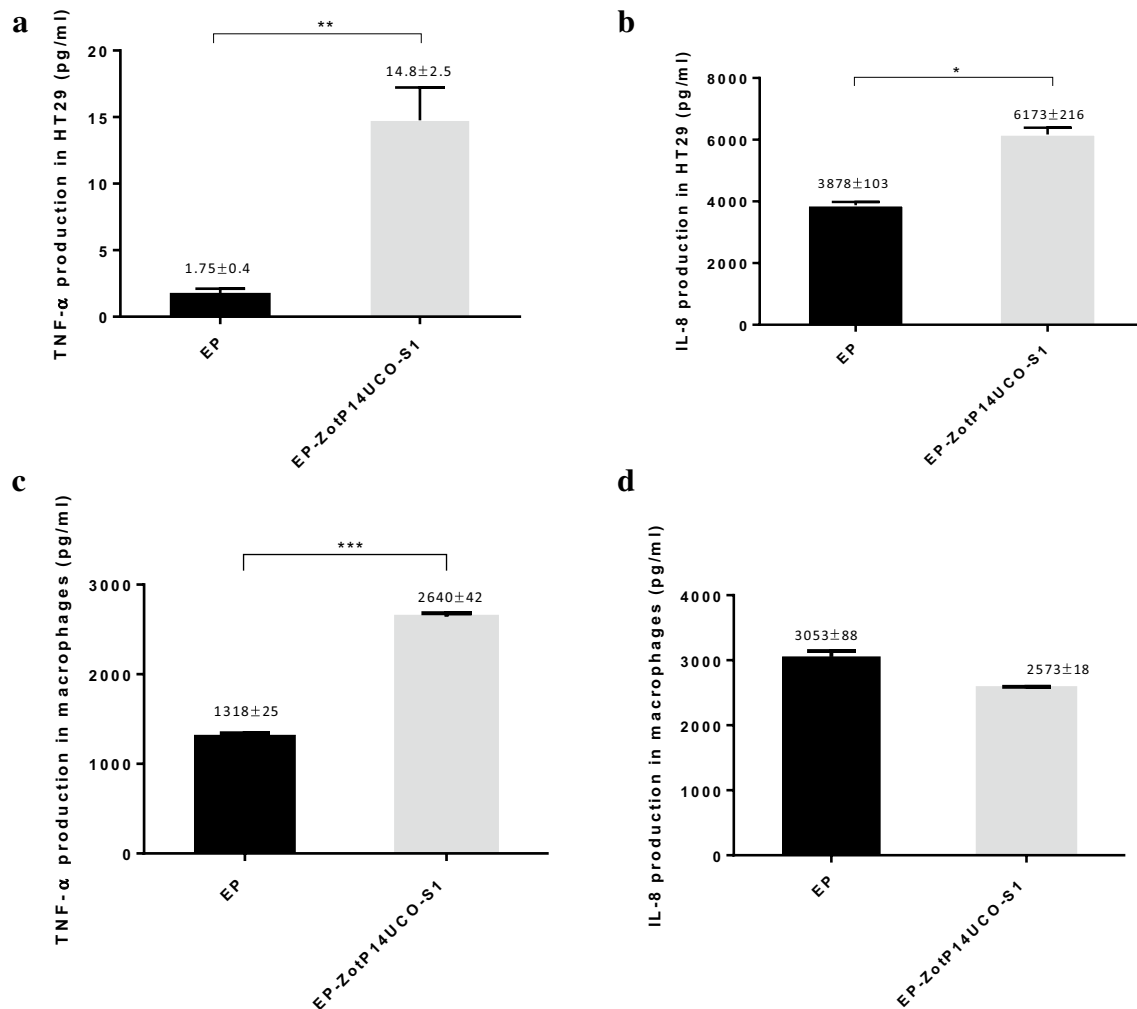 a
TNF-α production in HT29 (pg/ml)
**
20
15
10
5
0
14.8±2.5
1.75±0.4
EP
EP-ZotP14UCO-S1
b
IL-8 production in HT29 (pg/ml)
*
8000
6000
4000
2000
0
6173±216
3878±103
EP
EP-ZotP14UCO-S1
c
TNF-α production in macrophages (pg/ml)
***
3000
2000
1000
0
2640±42
1318±25
EP
EP-ZotP14UCO-S1
d
IL-8 production in macrophages (pg/ml)
4000
3000
2000
1000
0
3053±88
2573±18
EP
EP-ZotP14UCO-S1